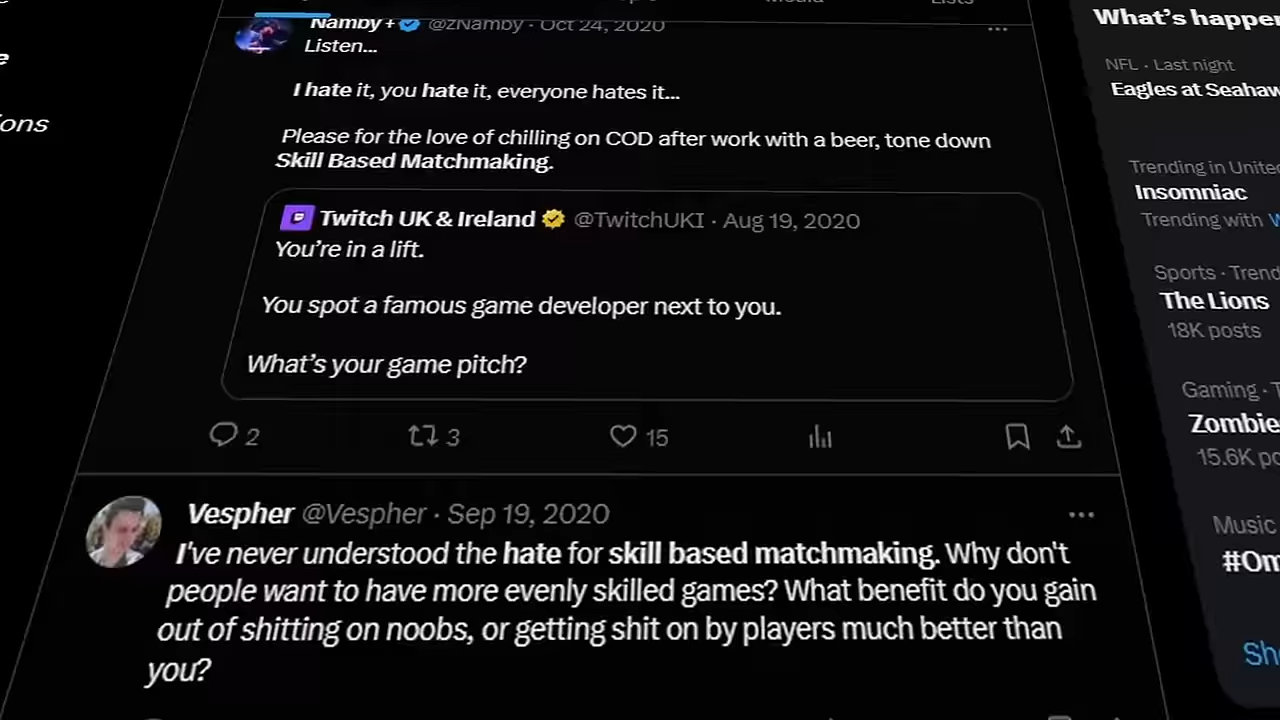 Media
Lists
Namby + @zNamby · Oct 24, 2020
Listen...
I hate it, you hate it, everyone hates it...
Please for the love of chilling on COD after work with a beer, tone down
Skill Based Matchmaking.
Twitch UK & Ireland @TwitchUKI · Aug 19, 2020
You're in a lift.
You spot a famous game developer next to you.
What's your game pitch?
2
3
15
Vespher @Vespher · Sep 19, 2020
I've never understood the hate for skill based matchmaking. Why don't
people want to have more evenly skilled games? What benefit do you gain
out of shitting on noobs, or getting shit on by players much better than
you?
What's happen
NFL · Last night
Eagles at Seahaw
Trending in United
Insomniac
Trending with W
Sports · Trend
The Lions
18K posts
Gaming · T
Zombie
15.6K po
Music
#Om
Sho
ons